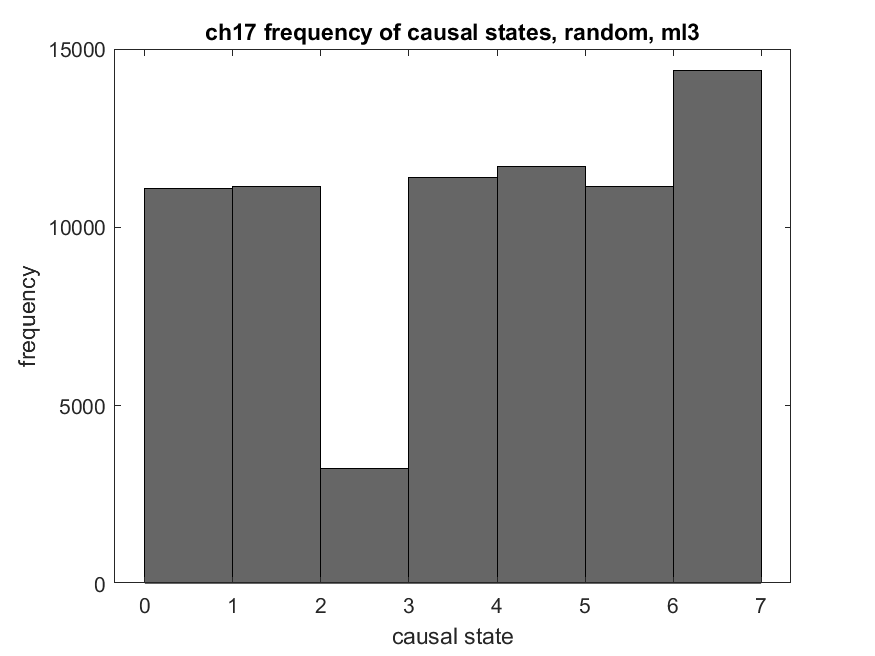 ch17 frequency of causal states, random, ml3
15000
10000
5000
0
frequency
0 1 2 3 4 5 6 7
causal state